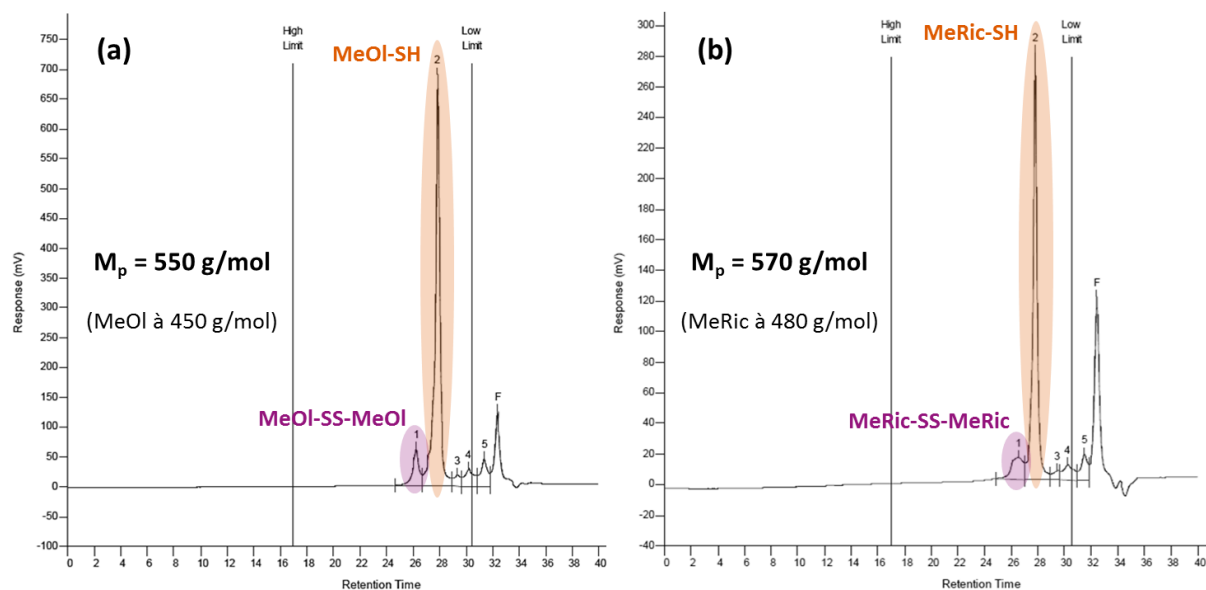 (a)
High
Limit
Low
Limit
MeOl-SH
2
750
700
650
600
550
500
450
400
350
300
250
200
150
100
50
0
-50
-100
Response (mV)
M_p = 550 g/mol
(MeOl à 450 g/mol)
MeOl-SS-MeOl
1
3
4
5
F
0 2 4 6 8 10 12 14 16 18 20 22 24 26 28 30 32 34 36 38 40
Retention Time
(b)
High
Limit
Low
Limit
MeRic-SH
2
300
280
260
240
220
200
180
160
140
120
100
80
60
40
20
0
-20
-40
Response (mV)
M_p = 570 g/mol
(MeRic à 480 g/mol)
MeRic-SS-MeRic
1
3
4
5
F
0 2 4 6 8 10 12 14 16 18 20 22 24 26 28 30 32 34 36 38 40
Retention Time